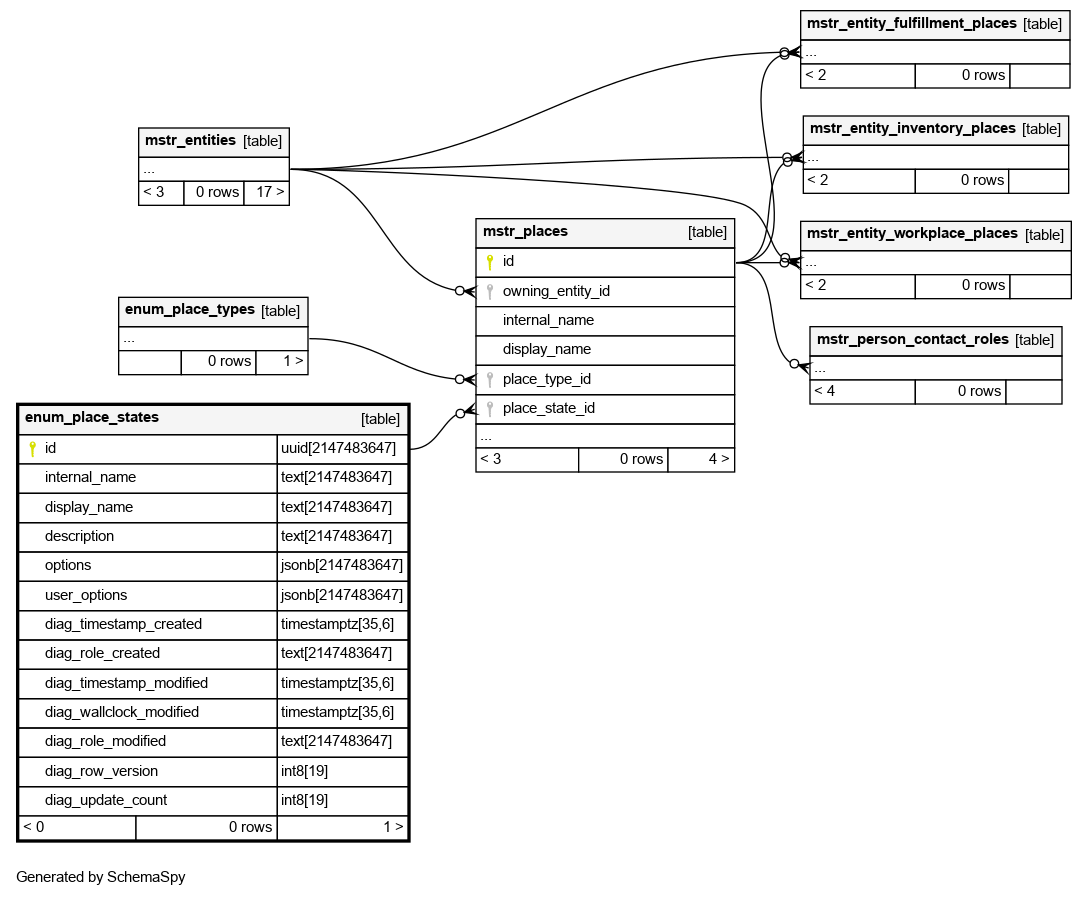 mstr_entity_fulfillment_places [table]
...
< 2 0 rows
mstr_entities [table]
...
< 3 0 rows 17 >
mstr_entity_inventory_places [table]
...
< 2 0 rows
mstr_places [table]
id
owning_entity_id
internal_name
display_name
place_type_id
place_state_id
...
< 3 0 rows 4 >
mstr_entity_workplace_places [table]
...
< 2 0 rows
enum_place_types [table]
...
0 rows 1 >
mstr_person_contact_roles [table]
...
< 4 0 rows
enum_place_states [table]
id uuid[2147483647]
internal_name text[2147483647]
display_name text[2147483647]
description text[2147483647]
options jsonb[2147483647]
user_options jsonb[2147483647]
diag_timestamp_created timestamptz[35,6]
diag_role_created text[2147483647]
diag_timestamp_modified timestamptz[35,6]
diag_wallclock_modified timestamptz[35,6]
diag_role_modified text[2147483647]
diag_row_version int8[19]
diag_update_count int8[19]
< 0 0 rows 1 >
Generated by SchemaSpy